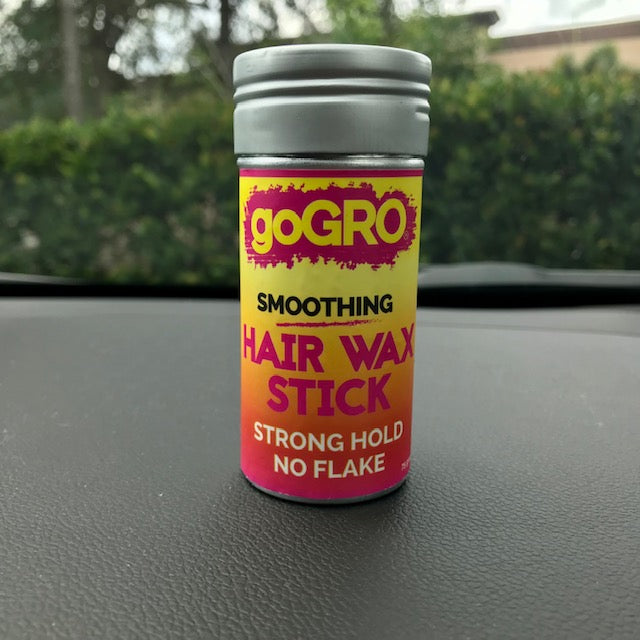 goGRO
SMOOTHING
HAIR WAX
STICK
STRONG HOLD
NO FLAKE